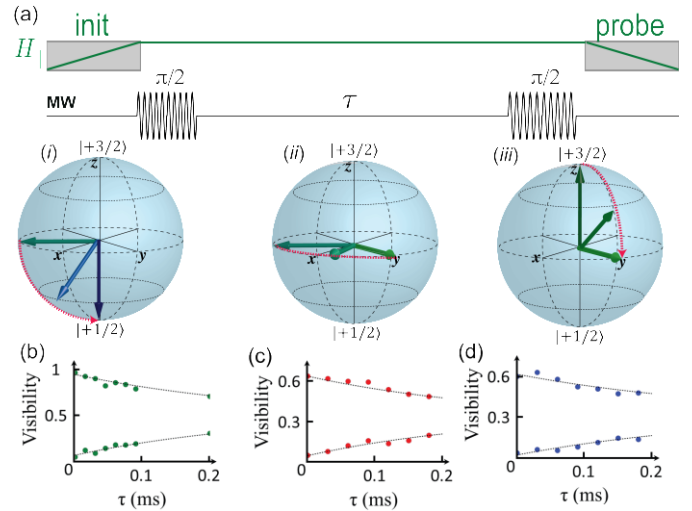 (a)
init
probe
H|
π/2
π/2
MW
τ
(i)
|+3/2⟩
z
x
y
|+1/2⟩
(ii)
|+3/2⟩
z
x
y
|+1/2⟩
(iii)
|+3/2⟩
z
x
y
|+1/2⟩
(b)
Visibility
1
0.5
0
0
0.1
0.2
τ (ms)
(c)
Visibility
0.6
0.3
0
0
0.1
0.2
τ (ms)
(d)
Visibility
0.6
0.3
0
0
0.1
0.2
τ (ms)